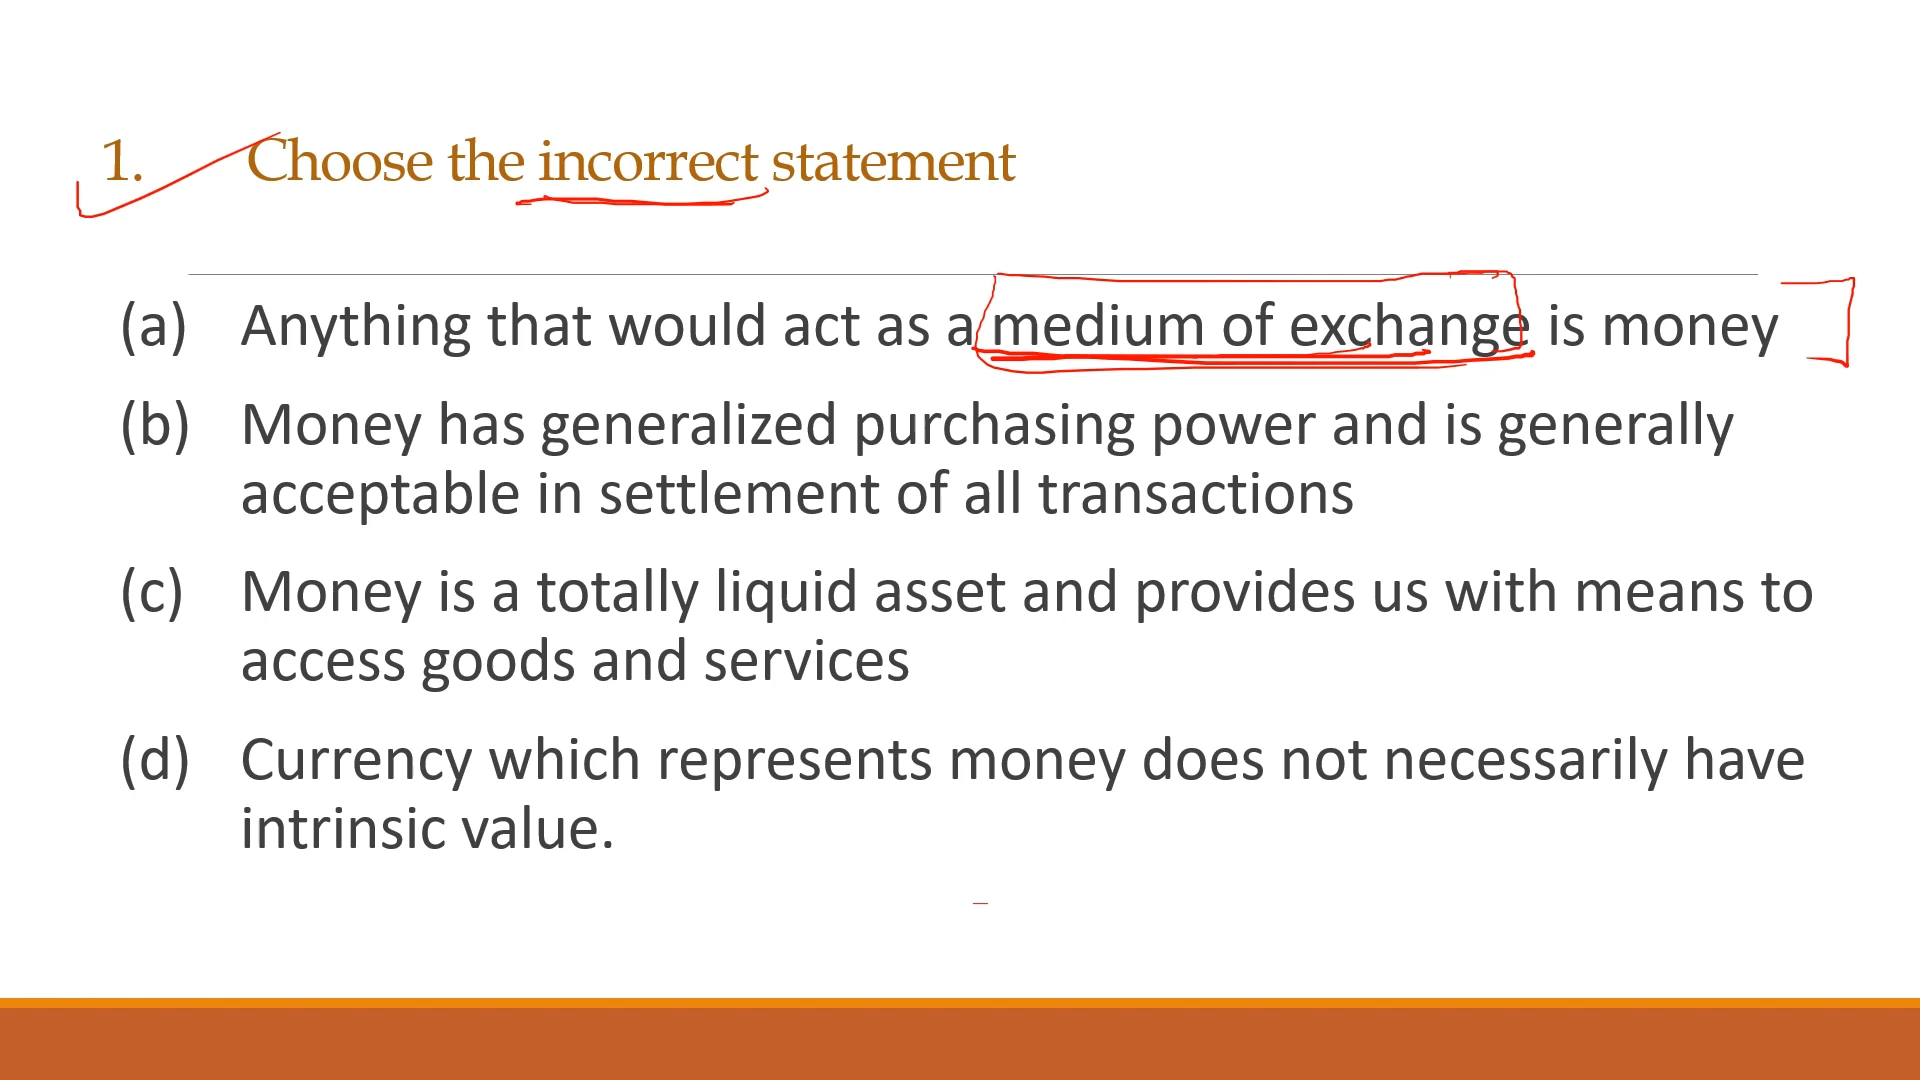 1. Choose the incorrect statement
(a) Anything that would act as a medium of exchange is money
(b) Money has generalized purchasing power and is generally
acceptable in settlement of all transactions
(c) Money is a totally liquid asset and provides us with means to
access goods and services
(d) Currency which represents money does not necessarily have
intrinsic value.